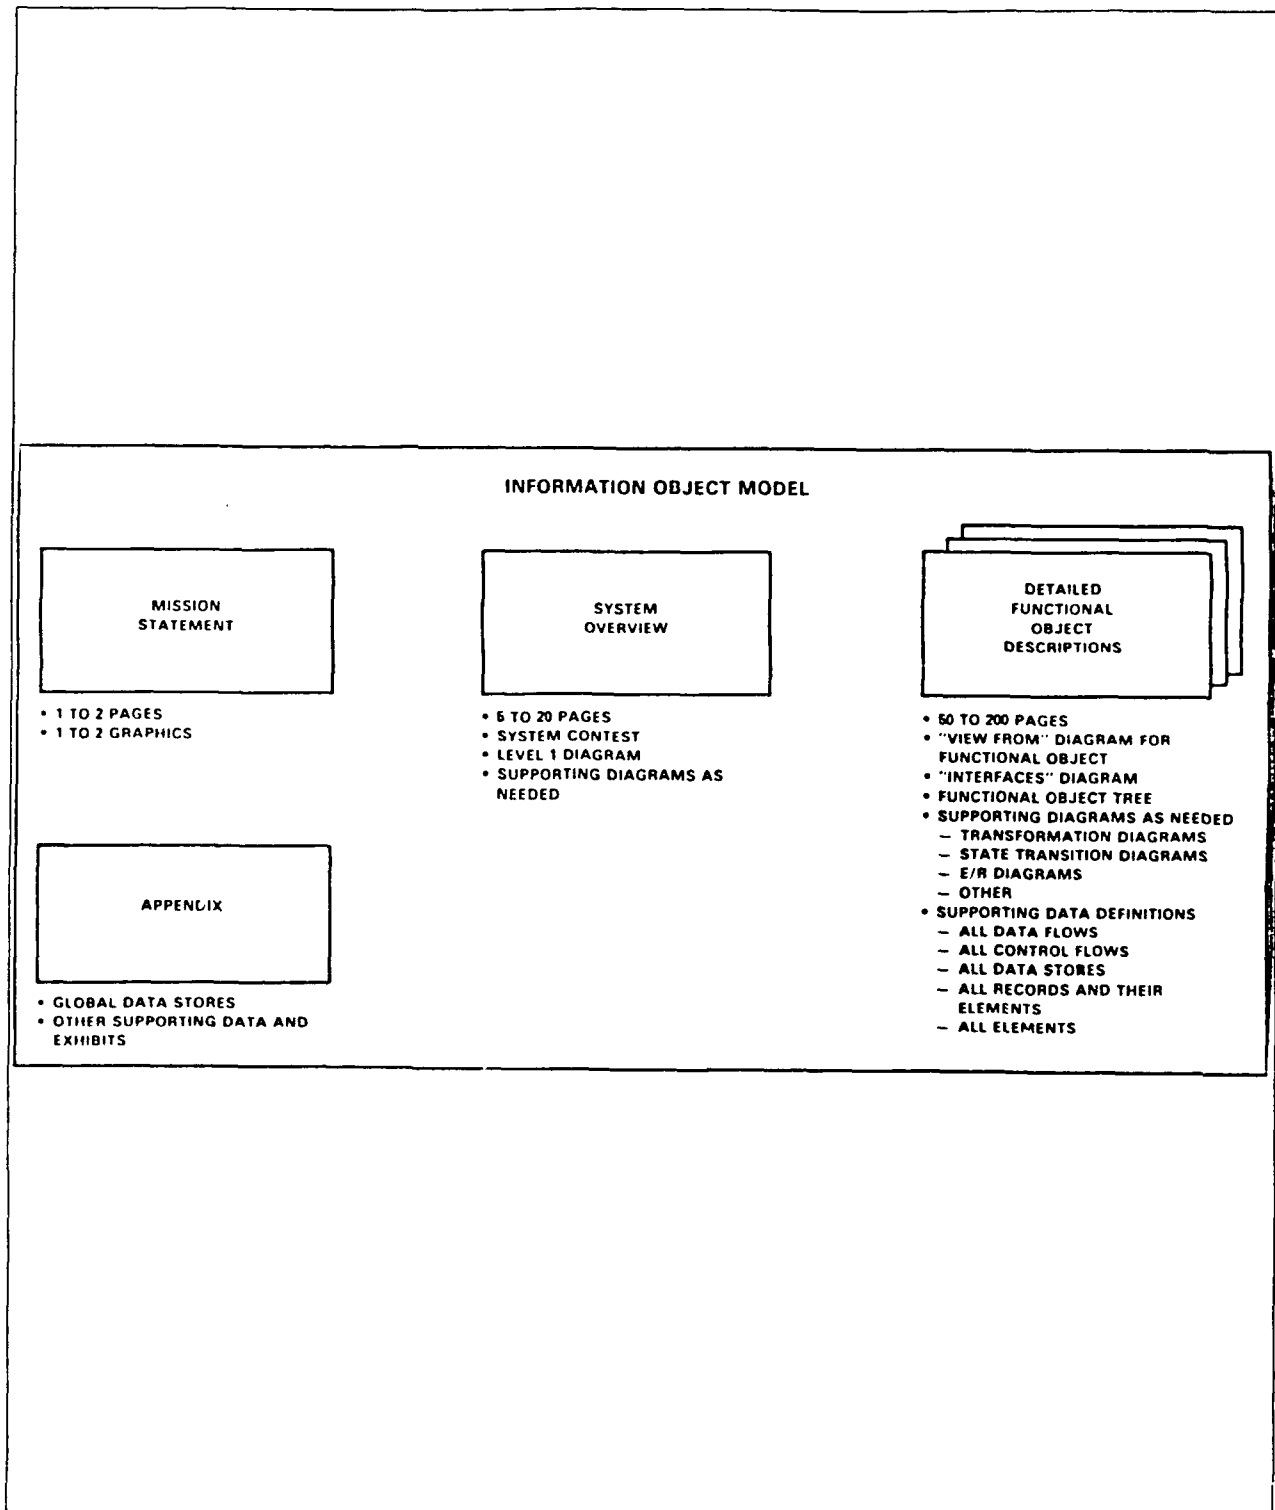 INFORMATION OBJECT MODEL
MISSION
STATEMENT
• 1 TO 2 PAGES
• 1 TO 2 GRAPHICS
SYSTEM
OVERVIEW
• 5 TO 20 PAGES
• SYSTEM CONTEST
• LEVEL 1 DIAGRAM
• SUPPORTING DIAGRAMS AS
NEEDED
DETAILED
FUNCTIONAL
OBJECT
DESCRIPTIONS
• 50 TO 200 PAGES
• "VIEW FROM" DIAGRAM FOR
FUNCTIONAL OBJECT
• "INTERFACES" DIAGRAM
• FUNCTIONAL OBJECT TREE
• SUPPORTING DIAGRAMS AS NEEDED
– TRANSFORMATION DIAGRAMS
– STATE TRANSITION DIAGRAMS
– E/R DIAGRAMS
– OTHER
• SUPPORTING DATA DEFINITIONS
– ALL DATA FLOWS
– ALL CONTROL FLOWS
– ALL DATA STORES
– ALL RECORDS AND THEIR
ELEMENTS
– ALL ELEMENTS
APPENDIX
• GLOBAL DATA STORES
• OTHER SUPPORTING DATA AND
EXHIBITS